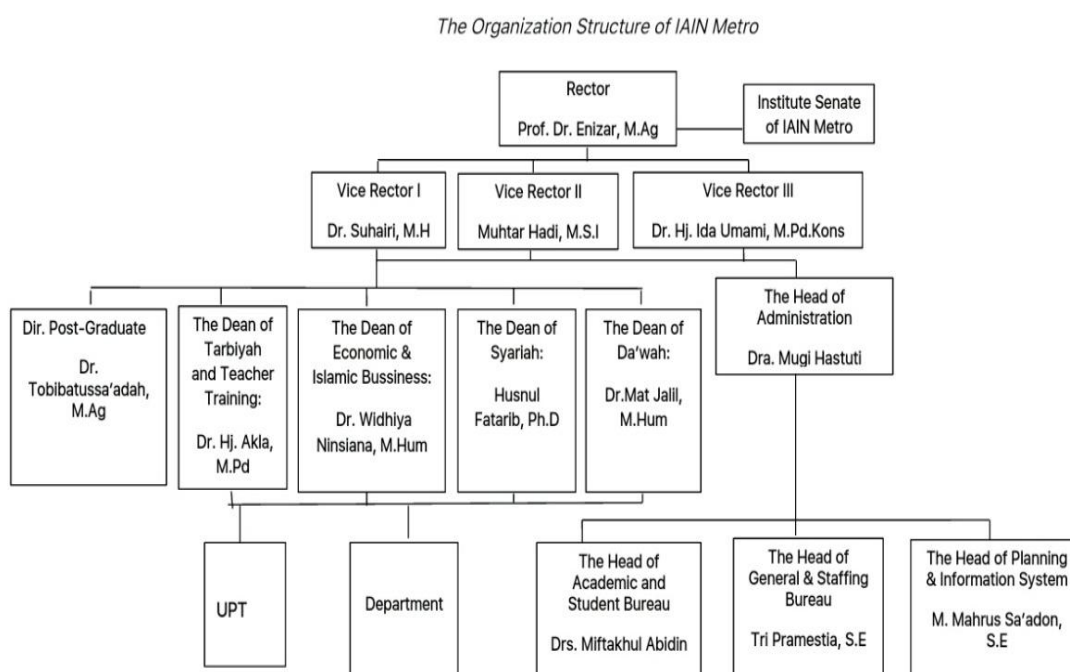 The Organization Structure of IAIN Metro
Rector
Prof. Dr. Enizar, M.Ag
Institute Senate
of IAIN Metro
Vice Rector I
Dr. Suhairi, M.H
Vice Rector II
Muhtar Hadi, M.S.I
Vice Rector III
Dr. Hj. Ida Umami, M.Pd.Kons
Dir. Post-Graduate
Dr.
Tobibatussa'adah,
M.Ag
The Dean of
Tarbiyah
and Teacher
Training:
Dr. Hj. Akla,
M.Pd
The Dean of
Economic &
Islamic Bussiness:
Dr. Widhiya
Ninsiana, M.Hum
The Dean of
Syariah:
Husnul
Fatarib, Ph.D
The Dean of
Da'wah:
Dr.Mat Jalil,
M.Hum
The Head of
Administration
Dra. Mugi Hastuti
UPT
Department
The Head of
Academic and
Student Bureau
Drs. Miftakhul Abidin
The Head of
General & Staffing
Bureau
Tri Pramestia, S.E
The Head of Planning
& Information System
M. Mahrus Sa'adon,
S.E